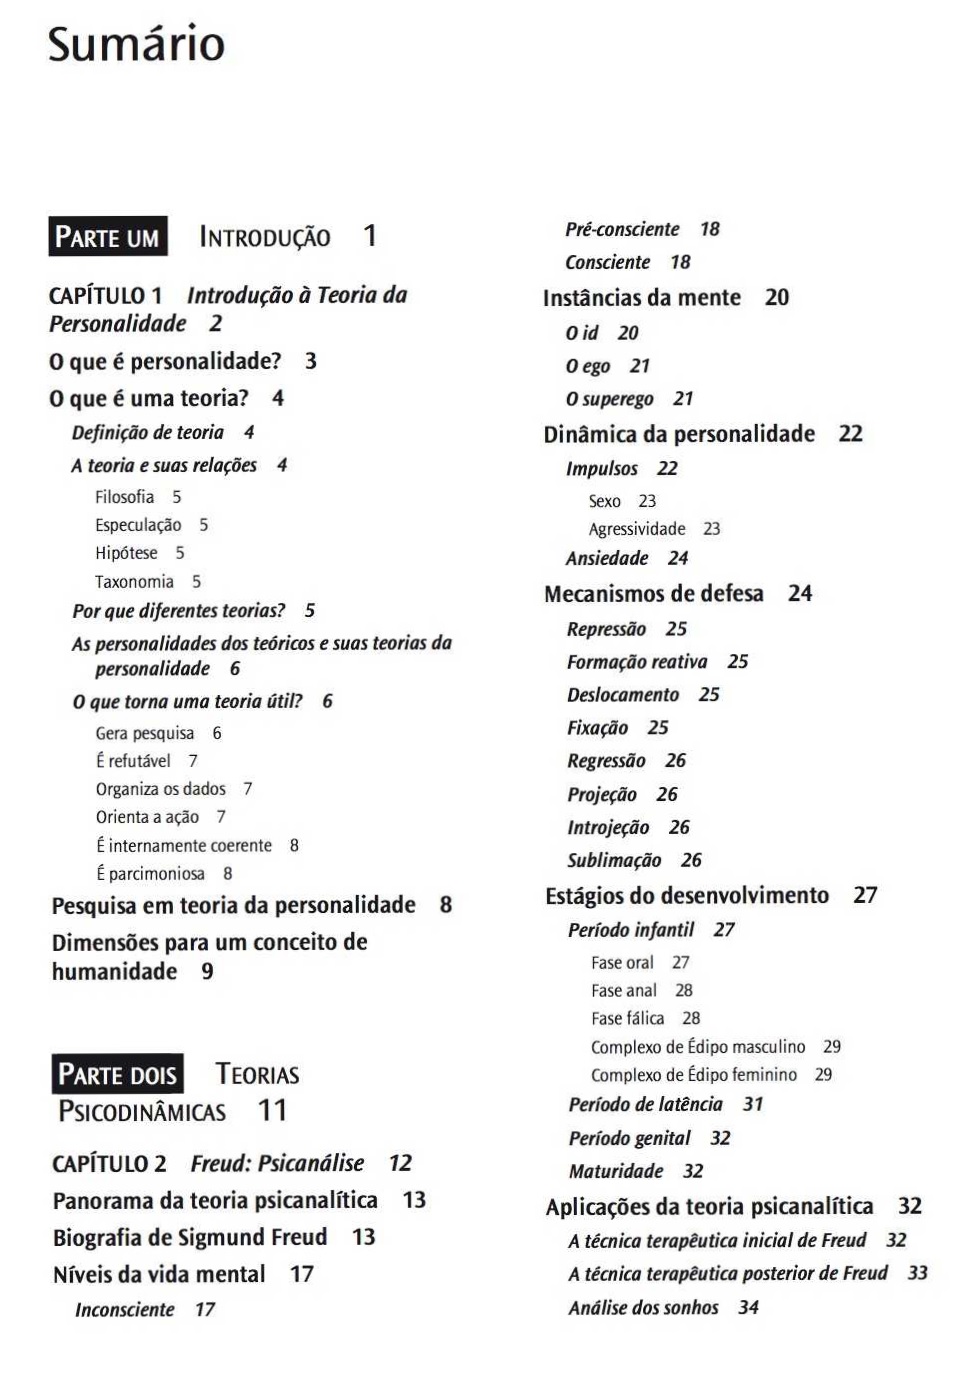 Sumário
PARTE UM INTRODUÇÃO 1
CAPÍTULO 1 Introdução à Teoria da
Personalidade 2
O que é personalidade? 3
O que é uma teoria? 4
Definição de teoria 4
A teoria e suas relações 4
Filosofia 5
Especulação 5
Hipótese 5
Taxonomia 5
Por que diferentes teorias? 5
As personalidades dos teóricos e suas teorias da
personalidade 6
O que torna uma teoria útil? 6
Gera pesquisa 6
É refutável 7
Organiza os dados 7
Orienta a ação 7
É internamente coerente 8
É parcimoniosa 8
Pesquisa em teoria da personalidade 8
Dimensões para um conceito de
humanidade 9
PARTE DOIS TEORIAS
PSICODINÂMICAS 11
CAPÍTULO 2 Freud: Psicanálise 12
Panorama da teoria psicanalítica 13
Biografia de Sigmund Freud 13
Níveis da vida mental 17
Inconsciente 17
Pré-consciente 18
Consciente 18
Instâncias da mente 20
O id 20
O ego 21
O superego 21
Dinâmica da personalidade 22
Impulsos 22
Sexo 23
Agressividade 23
Ansiedade 24
Mecanismos de defesa 24
Repressão 25
Formação reativa 25
Deslocamento 25
Fixação 25
Regressão 26
Projeção 26
Introjeção 26
Sublimação 26
Estágios do desenvolvimento 27
Período infantil 27
Fase oral 27
Fase anal 28
Fase fálica 28
Complexo de Édipo masculino 29
Complexo de Édipo feminino 29
Período de latência 31
Período genital 32
Maturidade 32
Aplicações da teoria psicanalítica 32
A técnica terapêutica inicial de Freud 32
A técnica terapêutica posterior de Freud 33
Análise dos sonhos 34